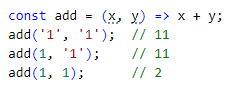 const add = (x, y) => x + y;
add('1', '1');  // 11
add(1, '1');    // 11
add(1, 1);      // 2